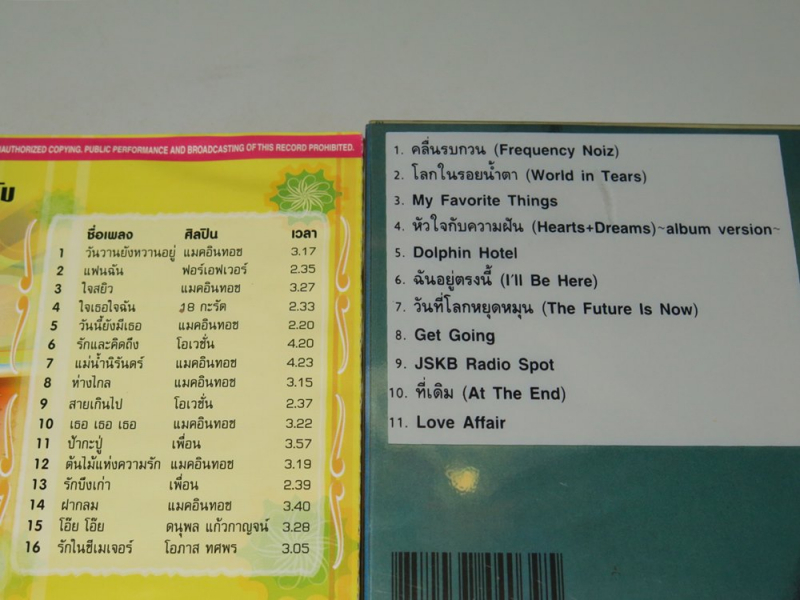 AUTHORIZED COPYING. PUBLIC PERFORMANCE AND BROADCASTING OF THIS RECORD PROHIBITED.
ชื่อเพลง ศิลปิน เวลา
1 วันวานยังหวานอยู่ แมคอินทอช 3.17
2 แฟนฉัน ฟอร์เอฟเวอร์ 2.35
3 ใจสยิว แมคอินทอช 3.27
4 ใจเธอใจฉัน 18 กะรัต 2.33
5 วันนี้ยังมีเธอ แมคอินทอช 2.20
6 รักและคิดถึง โอเวชั่น 4.20
7 แม่น้ำนิรันดร์ แมคอินทอช 4.23
8 ห่างไกล แมคอินทอช 3.15
9 สายเกินไป โอเวชั่น 2.37
10 เธอ เธอ เธอ แมคอินทอช 3.22
11 ป้ากะปู่ เพื่อน 3.57
12 ต้นไม้แห่งความรัก แมคอินทอช 3.19
13 รักบึงเก่า เพื่อน 2.39
14 ฝากลม แมคอินทอช 3.40
15 โอ๊ย โอ๊ย ดนุพล แก้วกาญจน์ 3.28
16 รักในซีเมเจอร์ โอภาส ทศพร 3.05
1. คลื่นรบกวน (Frequency Noiz)
2. โลกในรอยน้ำตา (World in Tears)
3. My Favorite Things
4. หัวใจกับความฝัน (Hearts+Dreams)~album version~
5. Dolphin Hotel
6. ฉันอยู่ตรงนี้ (I'll Be Here)
7. วันที่โลกหยุดหมุน (The Future Is Now)
8. Get Going
9. JSKB Radio Spot
10. ที่เดิม (At The End)
11. Love Affair